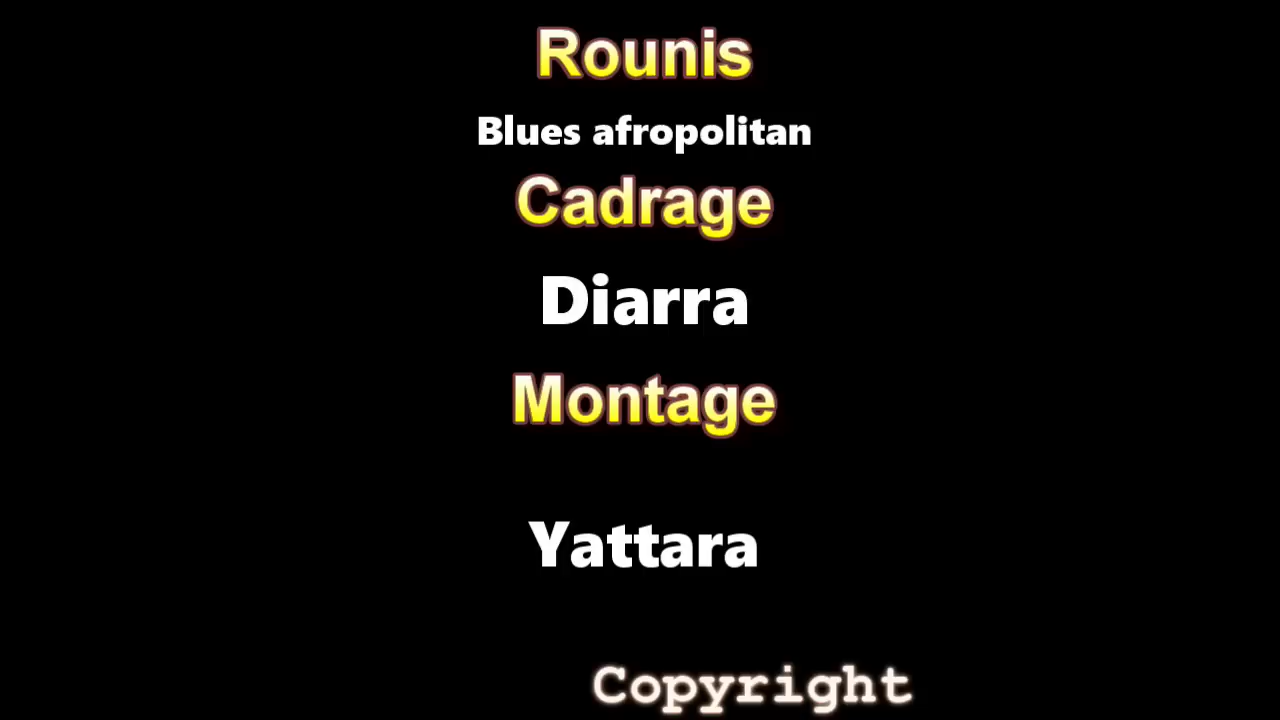 Rounis
Blues afropolitan
Cadrage
Diarra
Montage
Yattara
Copyright